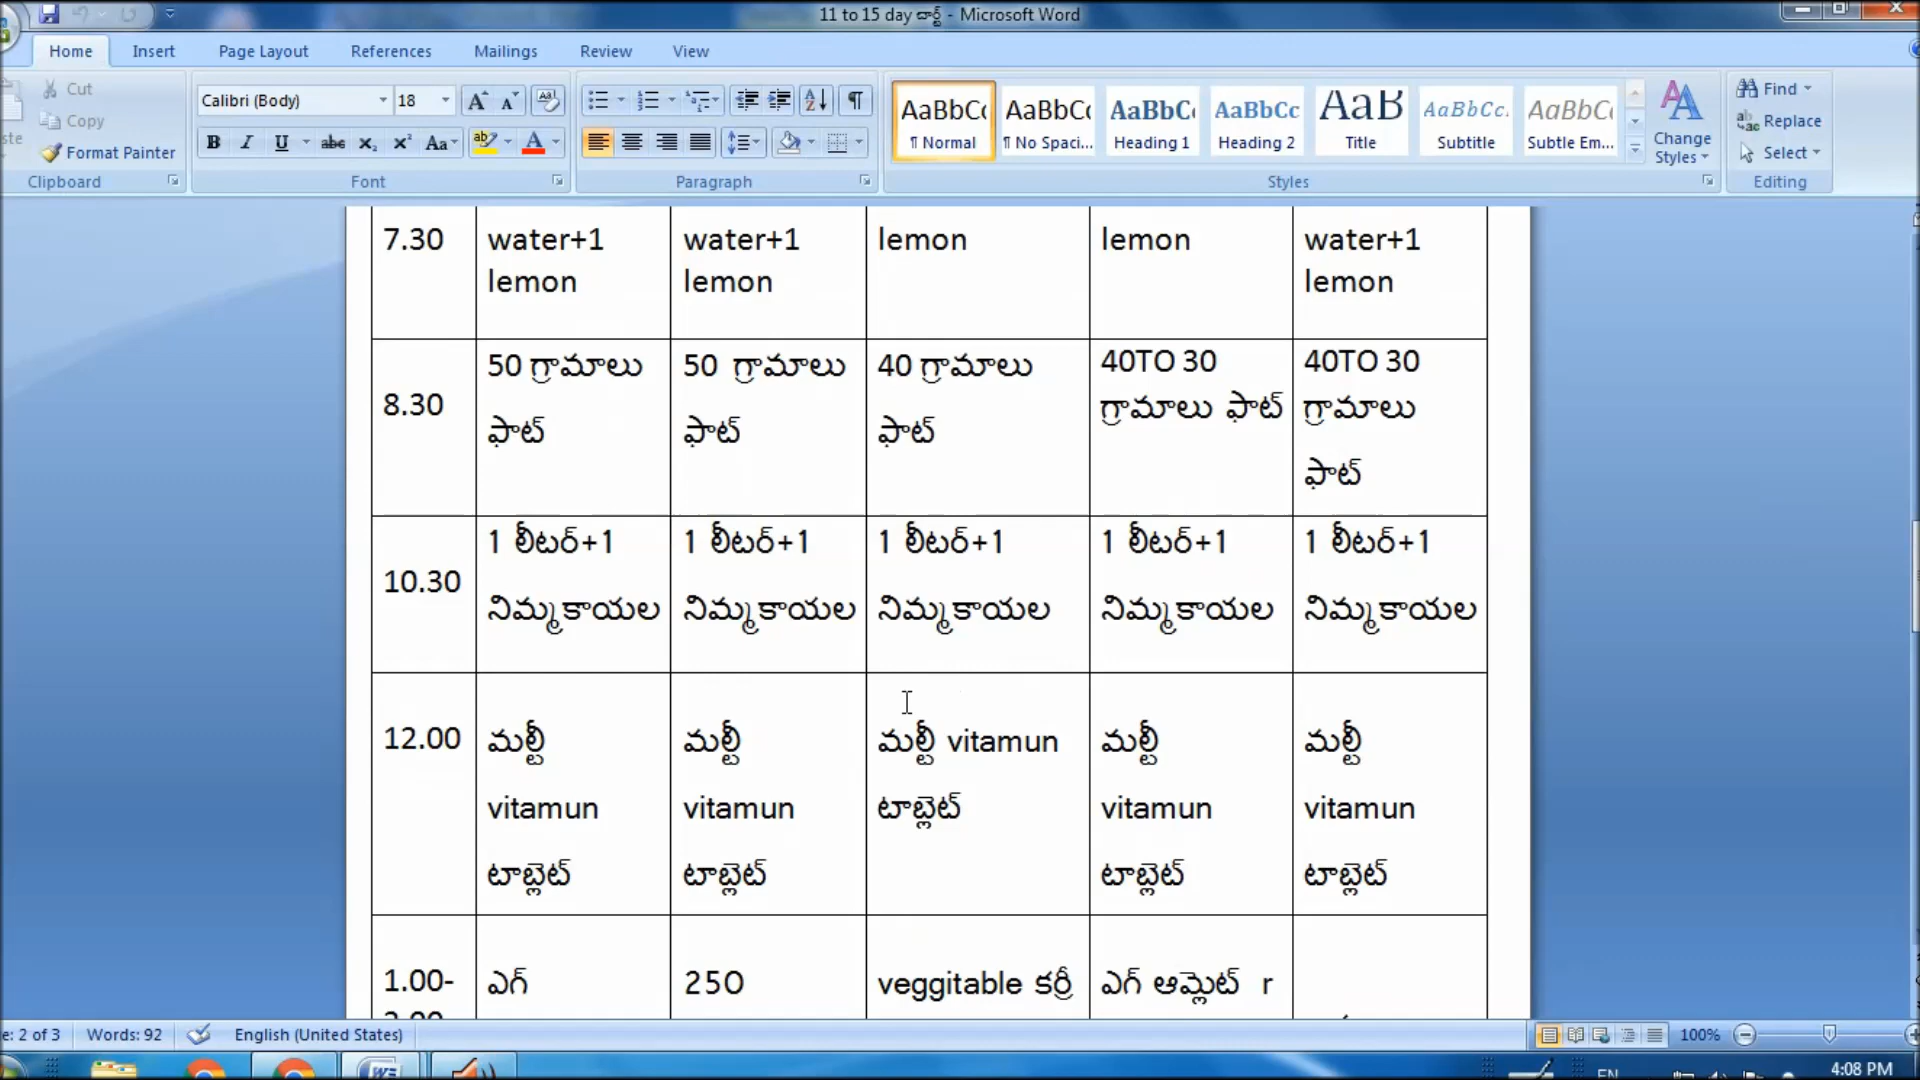 11 to 15 day చార్ట్ - Microsoft Word
Home Insert Page Layout References Mailings Review View
Cut
Copy
Format Painter
Clipboard
Calibri (Body) 18
Font
Paragraph
AaBbCc AaBbCc AaBbC AaBbCc AaB AaBbCc. AaBbCc
¶ Normal ¶ No Spaci... Heading 1 Heading 2 Title Subtitle Subtle Em...
Change
Styles
Styles
Find
Replace
Select
Editing
7.30 water+1 water+1 lemon lemon water+1
lemon lemon lemon
8.30 50 గ్రామాలు 50 గ్రామాలు 40 గ్రామాలు 40TO 30 40TO 30
ఫాట్ ఫాట్ ఫాట్ గ్రామాలు ఫాట్ గ్రామాలు
ఫాట్
10.30 1 లీటర్+1 1 లీటర్+1 1 లీటర్+1 1 లీటర్+1 1 లీటర్+1
నిమ్మకాయల నిమ్మకాయల నిమ్మకాయల నిమ్మకాయల నిమ్మకాయల
12.00 మల్టీ మల్టీ మల్టీ vitamun మల్టీ మల్టీ
vitamun vitamun టాబ్లెట్ vitamun vitamun
టాబ్లెట్ టాబ్లెట్ టాబ్లెట్ టాబ్లెట్
1.00- ఎగ్ 250 veggitable కర్రీ ఎగ్ ఆమ్లెట్ r
e: 2 of 3 Words: 92 English (United States) 100%
EN 4:08 PM